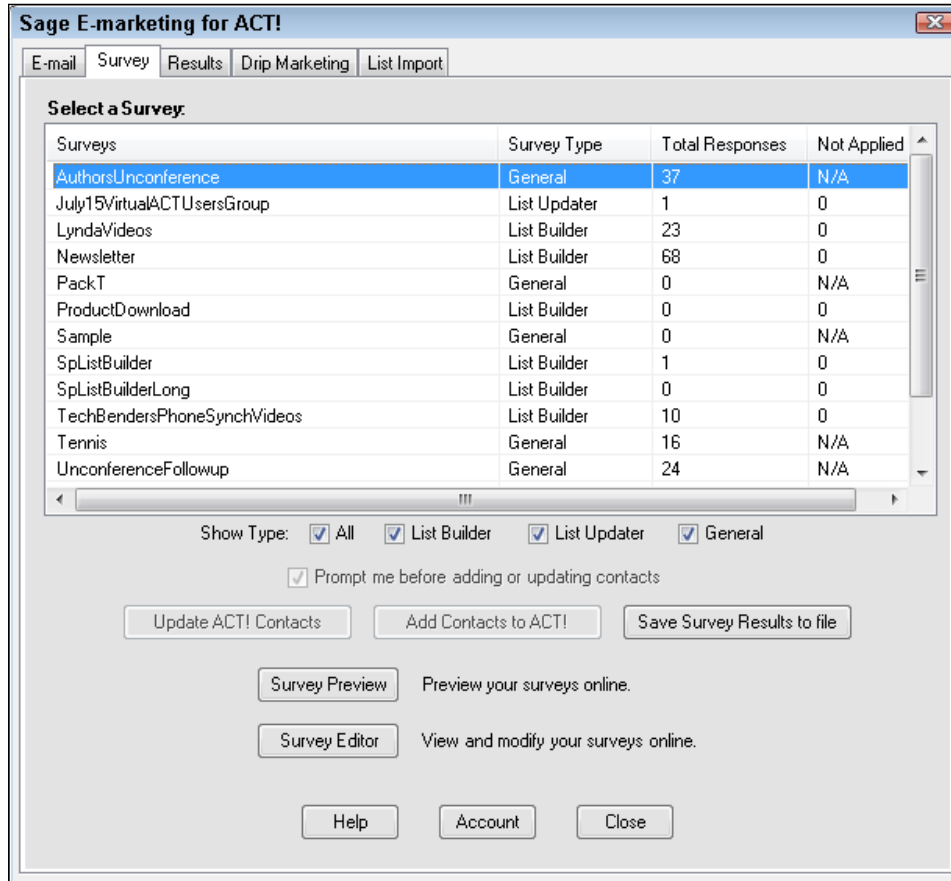 Sage E-marketing for ACT!
E-mail Survey Results Drip Marketing List Import
Select a Survey:
Surveys Survey Type Total Responses Not Applied
AuthorsUnconference General 37 N/A
July15VirtualACTUsersGroup List Updater 1 0
LyndaVideos List Builder 23 0
Newsletter List Builder 68 0
PackT General 0 N/A
ProductDownload List Builder 0 0
Sample General 0 N/A
SpListBuilder List Builder 1 0
SpListBuilderLong List Builder 0 0
TechBendersPhoneSynchVideos List Builder 10 0
Tennis General 16 N/A
UnconferenceFollowup General 24 N/A
Show Type: All List Builder List Updater General
Prompt me before adding or updating contacts
Update ACT! Contacts Add Contacts to ACT! Save Survey Results to file
Survey Preview Preview your surveys online.
Survey Editor View and modify your surveys online.
Help Account Close